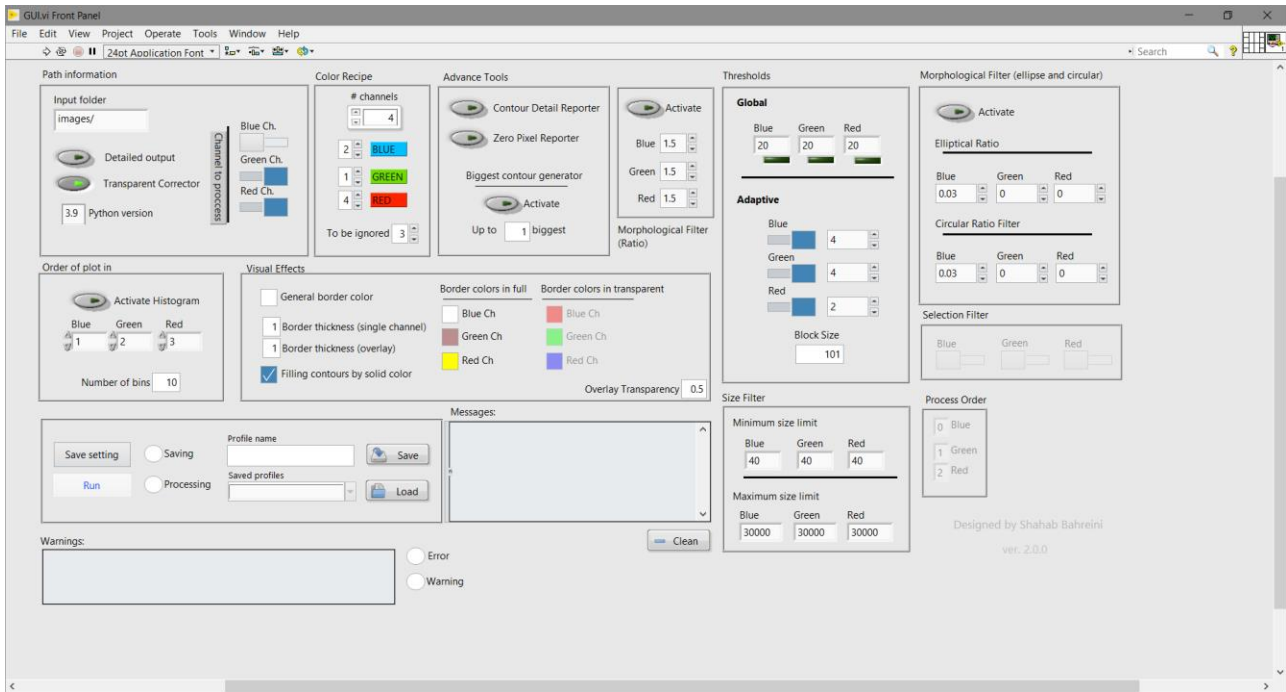 GUI.vi Front Panel
File Edit View Project Operate Tools Window Help
24pt Application Font
Search
Path information
Input folder
images/
Detailed output
Transparent Corrector
3.9 Python version
Channel to proccess
Blue Ch.
Green Ch.
Red Ch.
Color Recipe
# channels
4
2 BLUE
1 GREEN
4 RED
To be ignored 3
Advance Tools
Contour Detail Reporter
Zero Pixel Reporter
Biggest contour generator
Activate
Up to 1 biggest
Activate
Blue 1.5
Green 1.5
Red 1.5
Morphological Filter
(Ratio)
Thresholds
Global
Blue Green Red
20 20 20
Adaptive
Blue
4
Green
4
Red
2
Block Size
101
Morphological Filter (ellipse and circular)
Activate
Elliptical Ratio
Blue Green Red
0.03 0 0
Circular Ratio Filter
Blue Green Red
0.03 0 0
Order of plot in
Activate Histogram
Blue Green Red
1 2 3
Number of bins 10
Visual Effects
General border color
1 Border thickness (single channel)
1 Border thickness (overlay)
Filling contours by solid color
Border colors in full
Blue Ch
Green Ch
Red Ch
Border colors in transparent
Blue Ch
Green Ch
Red Ch
Overlay Transparency 0.5
Selection Filter
Blue Green Red
Save setting
Saving
Run
Processing
Profile name
Save
Saved profiles
Load
Messages:
Clean
Size Filter
Minimum size limit
Blue Green Red
40 40 40
Maximum size limit
Blue Green Red
30000 30000 30000
Process Order
0 Blue
1 Green
2 Red
Designed by Shahab Bahreini
ver. 2.0.0
Warnings:
Error
Warning